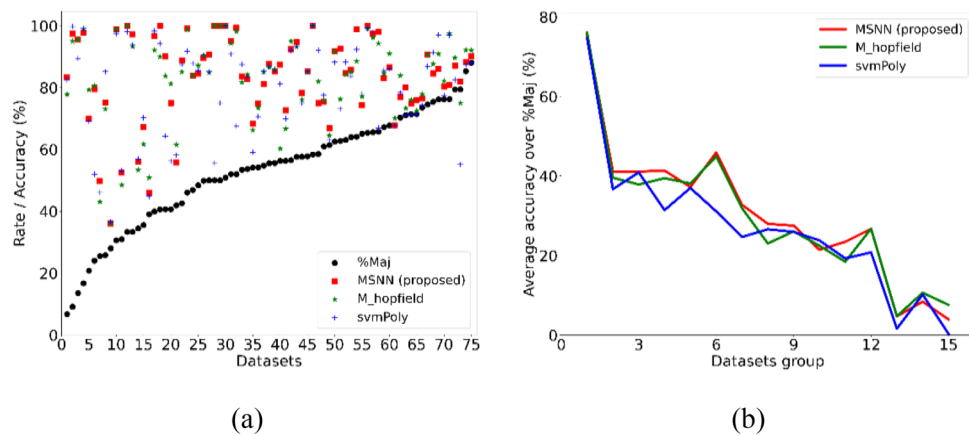 100
80
60
40
20
0
Rate / Accuracy (%)
%Maj
MSNN (proposed)
M_hopfield
svmPoly
0 5 10 15 20 25 30 35 40 45 50 55 60 65 70 75
Datasets
(a)
80
60
40
20
0
Average accuracy over %Maj (%)
MSNN (proposed)
M_hopfield
svmPoly
0 3 6 9 12 15
Datasets group
(b)